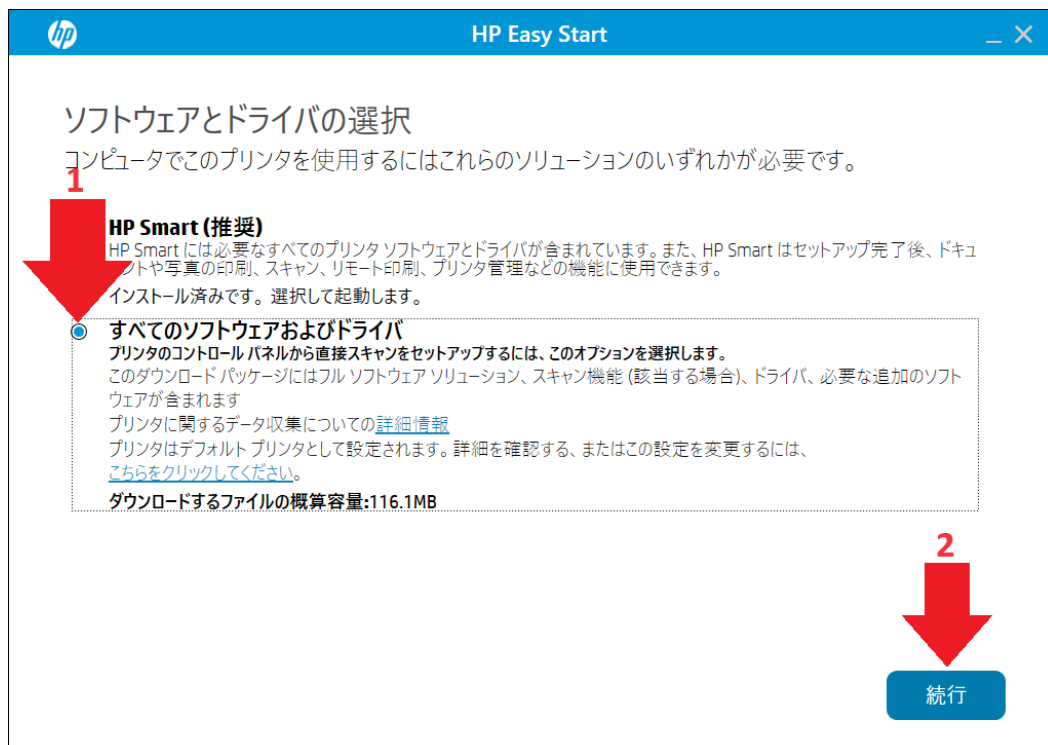 hp
HP Easy Start
ソフトウェアとドライバの選択
コンピュータでこのプリンタを使用するにはこれらのソリューションのいずれかが必要です。
1
HP Smart (推奨)
HP Smart には必要なすべてのプリンタ ソフトウェアとドライバが含まれています。また、HP Smart はセットアップ完了後、ドキュ
ントや写真の印刷、スキャン、リモート印刷、プリンタ管理などの機能に使用できます。
インストール済みです。選択して起動します。
すべてのソフトウェアおよびドライバ
プリンタのコントロール パネルから直接スキャンをセットアップするには、このオプションを選択します。
このダウンロード パッケージにはフル ソフトウェア ソリューション、スキャン機能 (該当する場合)、ドライバ、必要な追加のソフト
ウェアが含まれます
プリンタに関するデータ収集についての詳細情報
プリンタはデフォルト プリンタとして設定されます。詳細を確認する、またはこの設定を変更するには、
こちらをクリックしてください。
ダウンロードするファイルの概算容量:116.1MB
2
続行